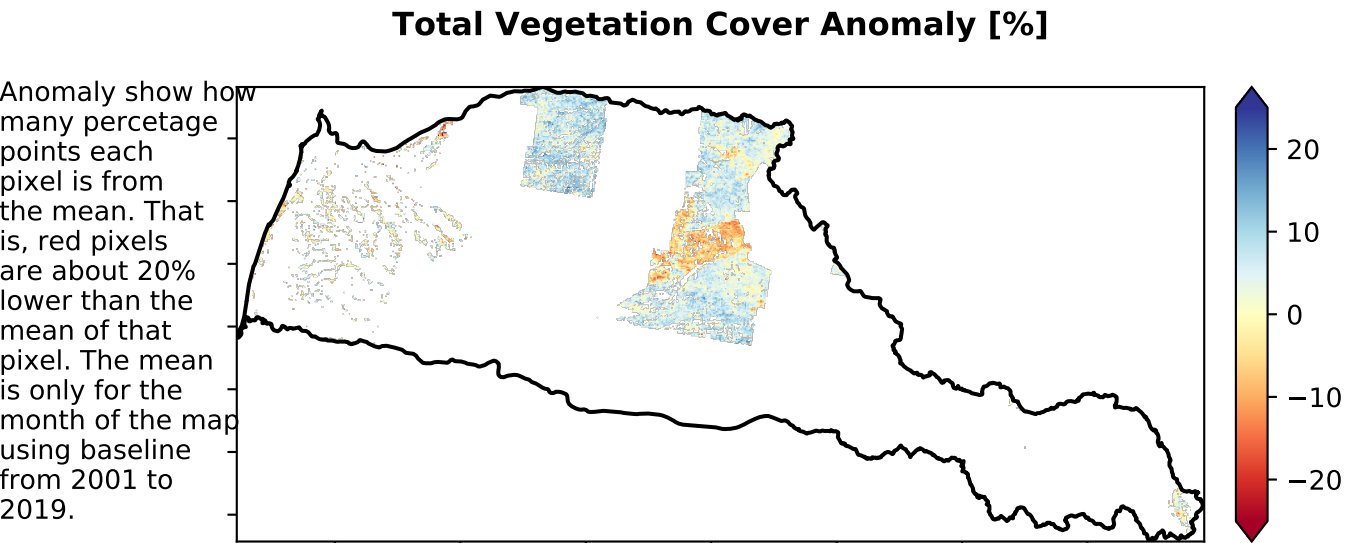 Total Vegetation Cover Anomaly [%]
Anomaly show how
many percetage
points each
pixel is from
the mean. That
is, red pixels
are about 20%
lower than the
mean of that
pixel. The mean
is only for the
month of the map
using baseline
from 2001 to
2019.
20
10
0
−10
−20